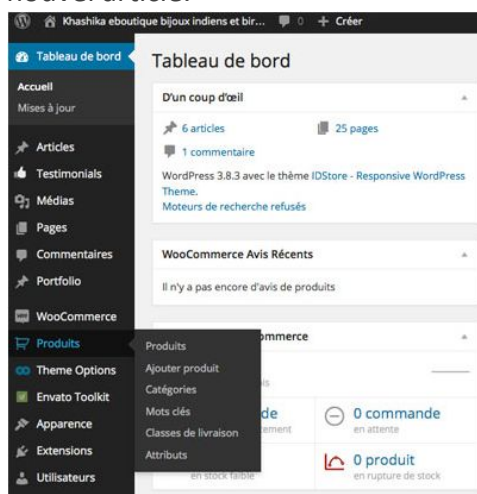 Khashika eboutique bijoux indiens et bir... 0 + Créer
Tableau de bord
Accueil
Mises à jour
Articles
Testimonials
Médias
Pages
Commentaires
Portfolio
WooCommerce
Produits
Theme Options
Envato Toolkit
Apparence
Extensions
Utilisateurs
Produits
Ajouter produit
Catégories
Mots clés
Classes de livraison
Attributs
Tableau de bord
D'un coup d'œil
6 articles
25 pages
1 commentaire
WordPress 3.8.3 avec le thème IDStore - Responsive WordPress
Theme.
Moteurs de recherche refusés
WooCommerce Avis Récents
Il n'y a pas encore d'avis de produits
0 commande
en attente
en stock faible
0 produit
en rupture de stock